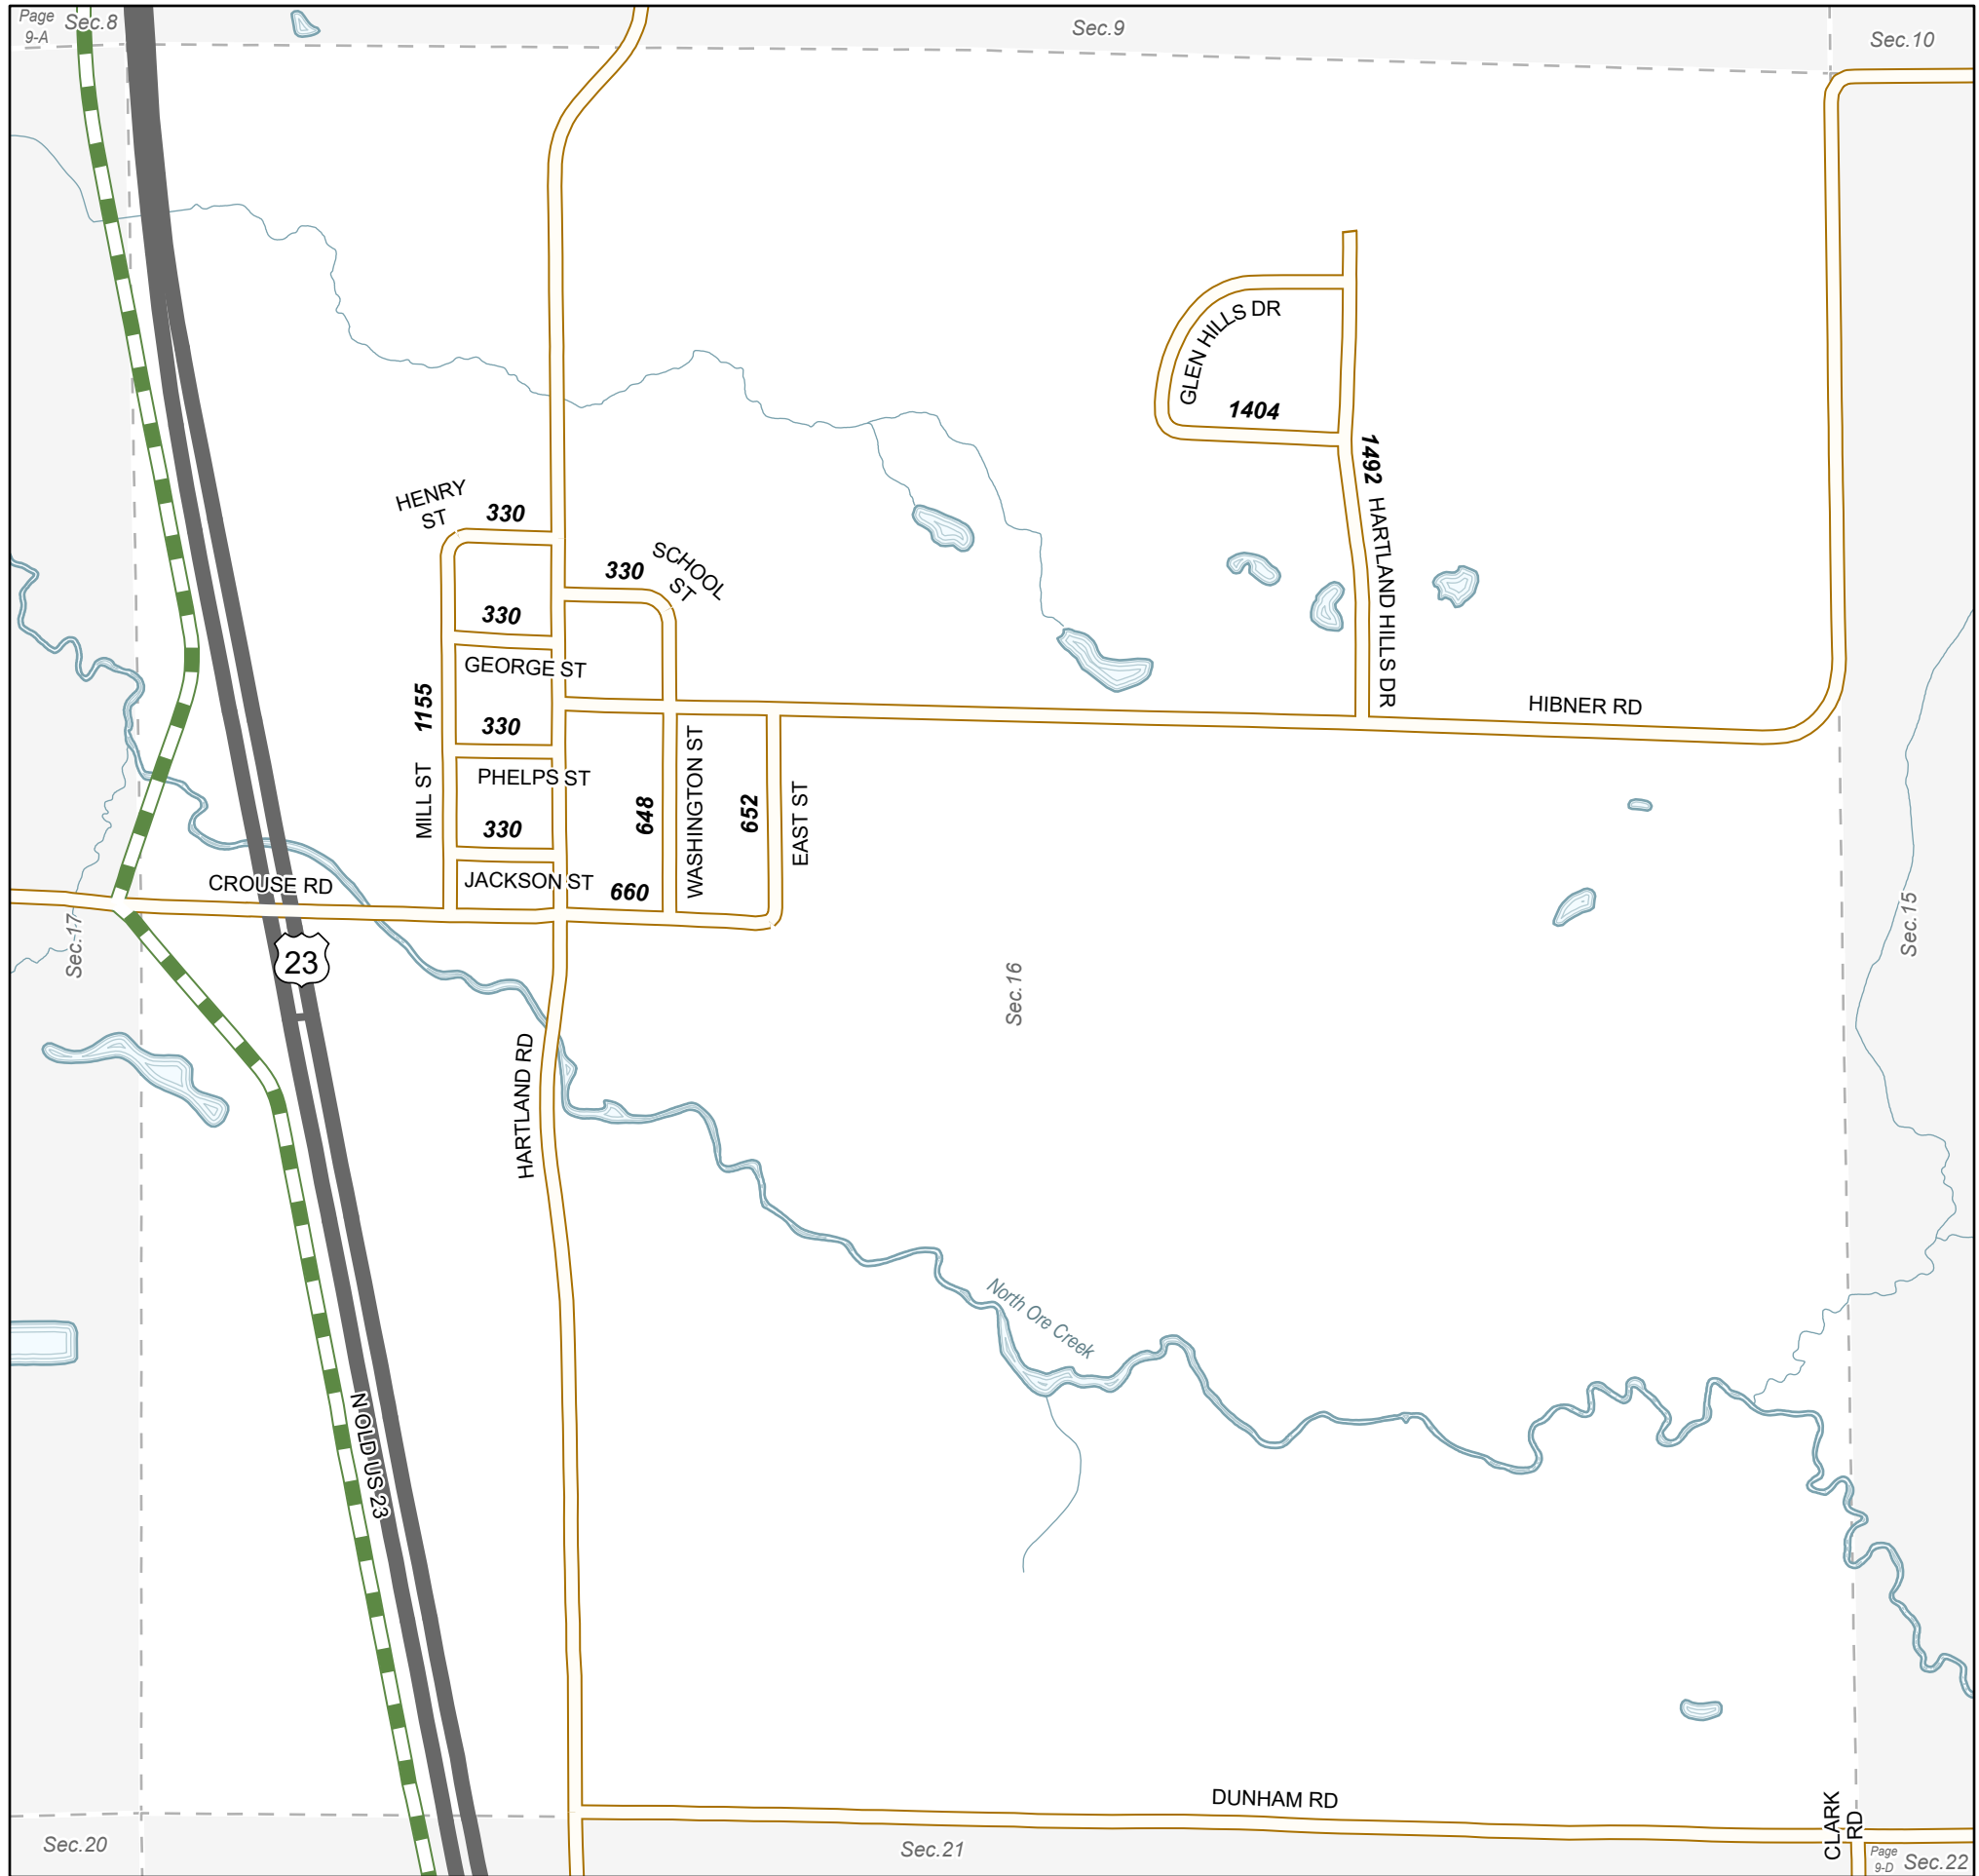 Page
9-A
Sec.8
Sec.9
Sec.10
GLEN HILLS DR
1404
1492
HARTLAND HILLS DR
HENRY
ST
330
330
SCHOOL
ST
330
GEORGE ST
1155
330
HIBNER RD
PHELPS ST
MILL ST
330
648
WASHINGTON ST
652
EAST ST
CROUSE RD
JACKSON ST
660
Sec.17
23
Sec.16
Sec.15
HARTLAND RD
North Ore Creek
N OLD US 23
DUNHAM RD
CLARK
RD
Sec.20
Sec.21
Page
9-D
Sec.22